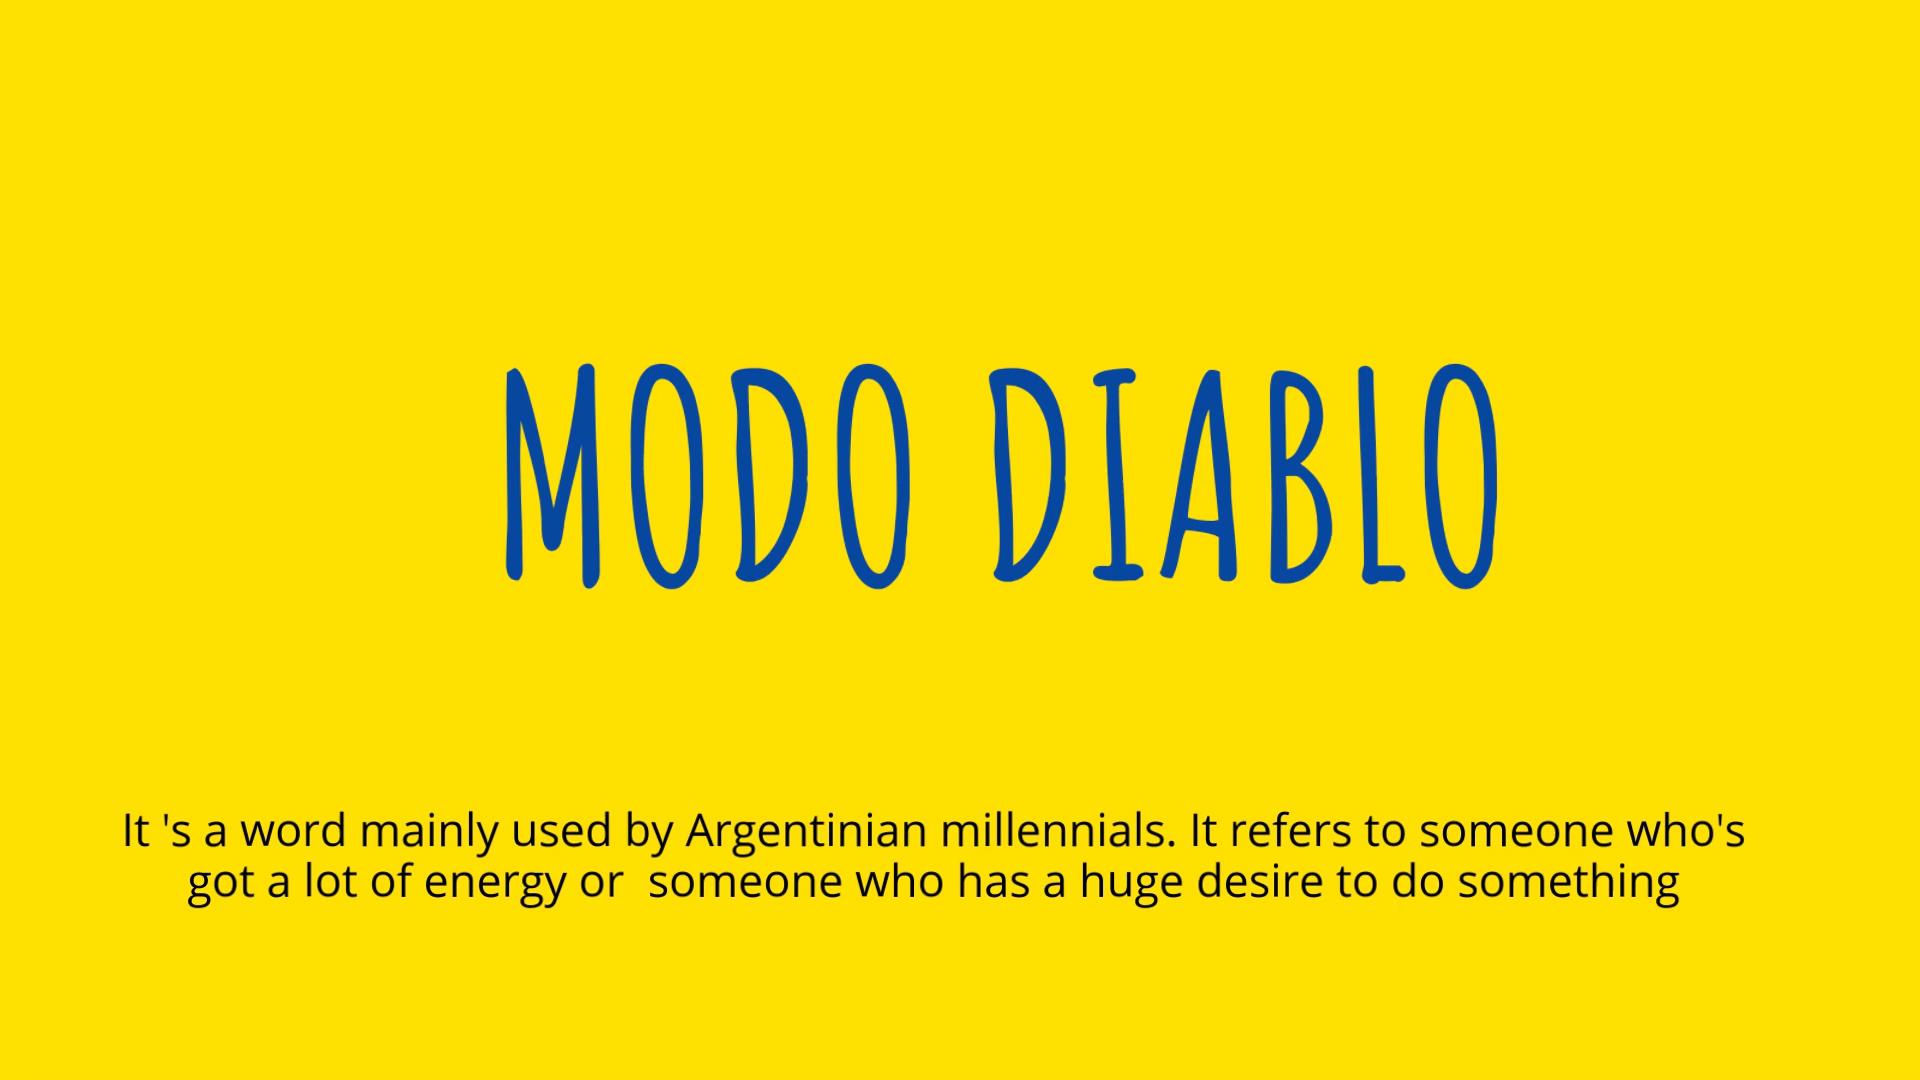 MODO DIABLO
It 's a word mainly used by Argentinian millennials. It refers to someone who's
got a lot of energy or  someone who has a huge desire to do something